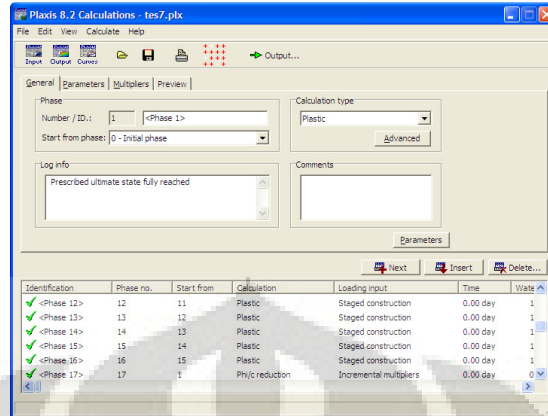 Plaxis 8.2 Calculations - tes7.plx
File Edit View Calculate Help
Input Output Curves Output...
General Parameters Multipliers Preview
Phase
Number / ID.: 1 <Phase 1>
Start from phase: 0 - Initial phase
Calculation type
Plastic
Advanced
Log info
Prescribed ultimate state fully reached
Comments
Parameters
Next Insert Delete...
Identification Phase no. Start from Calculation Loading input Time Wate
<Phase 12> 12 11 Plastic Staged construction 0.00 day 1
<Phase 13> 13 12 Plastic Staged construction 0.00 day 1
<Phase 14> 14 13 Plastic Staged construction 0.00 day 1
<Phase 15> 15 14 Plastic Staged construction 0.00 day 1
<Phase 16> 16 15 Plastic Staged construction 0.00 day 1
<Phase 17> 17 1 Phi/c reduction Incremental multipliers 0.00 day 0